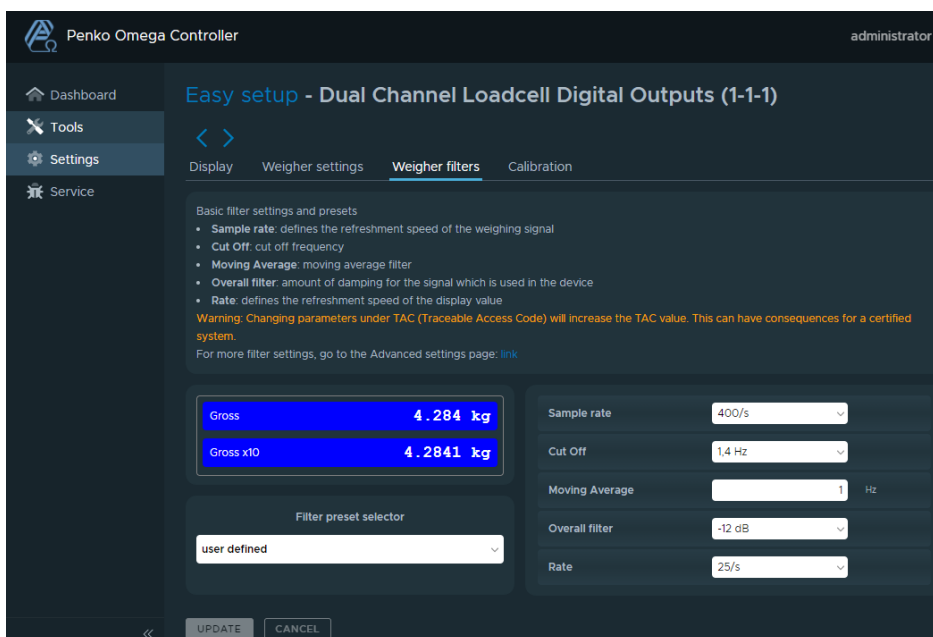 Penko Omega Controller
administrator
Dashboard
Tools
Settings
Service
Easy setup - Dual Channel Loadcell Digital Outputs (1-1-1)
Display Weigher settings Weigher filters Calibration
Basic filter settings and presets
• Sample rate: defines the refreshment speed of the weighing signal
• Cut Off: cut off frequency
• Moving Average: moving average filter
• Overall filter: amount of damping for the signal which is used in the device
• Rate: defines the refreshment speed of the display value
Warning: Changing parameters under TAC (Traceable Access Code) will increase the TAC value. This can have consequences for a certified
system.
For more filter settings, go to the Advanced settings page: link
Gross 4.284 kg
Gross x10 4.2841 kg
Filter preset selector
user defined
Sample rate 400/s
Cut Off 1,4 Hz
Moving Average 1 Hz
Overall filter -12 dB
Rate 25/s
UPDATE CANCEL